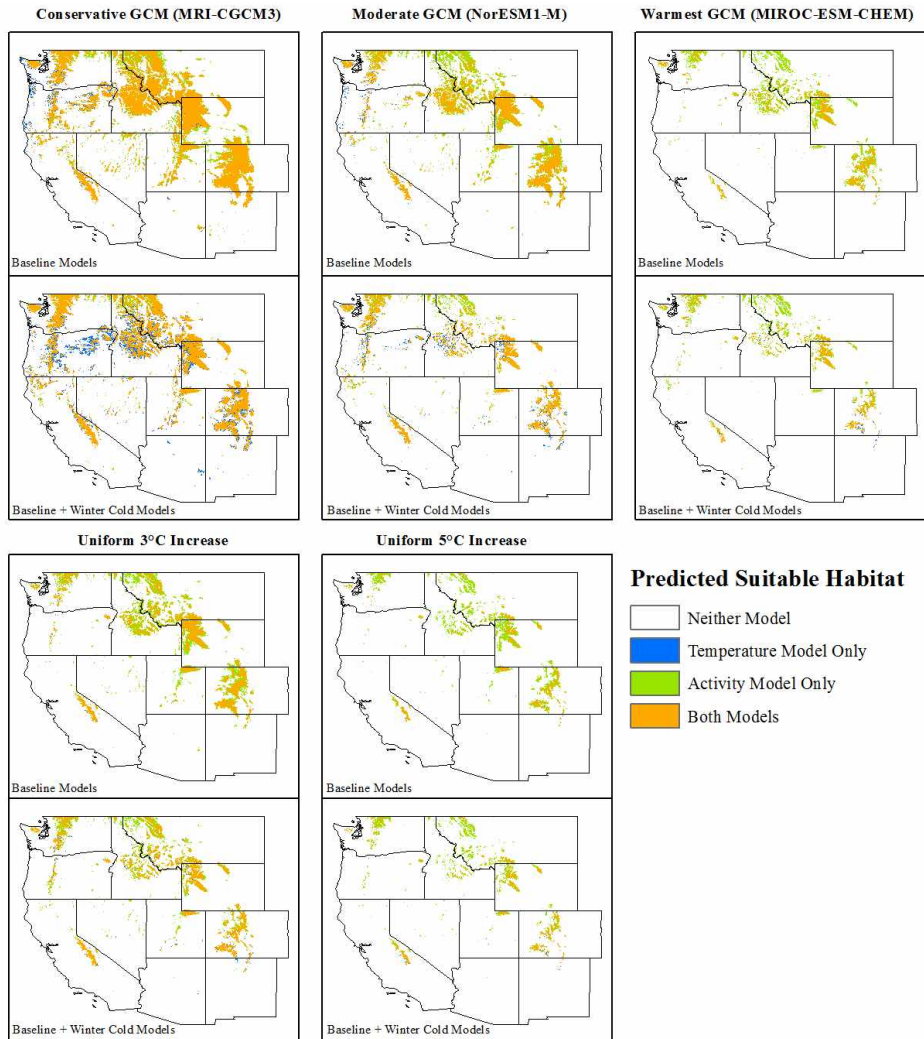 Conservative GCM (MRI-CGCM3)
Moderate GCM (NorESM1-M)
Warmest GCM (MIROC-ESM-CHEM)
Baseline Models
Baseline Models
Baseline Models
Baseline + Winter Cold Models
Baseline + Winter Cold Models
Baseline + Winter Cold Models
Uniform 3°C Increase
Uniform 5°C Increase
Baseline Models
Baseline Models
Predicted Suitable Habitat
Neither Model
Temperature Model Only
Activity Model Only
Both Models
Baseline + Winter Cold Models
Baseline + Winter Cold Models